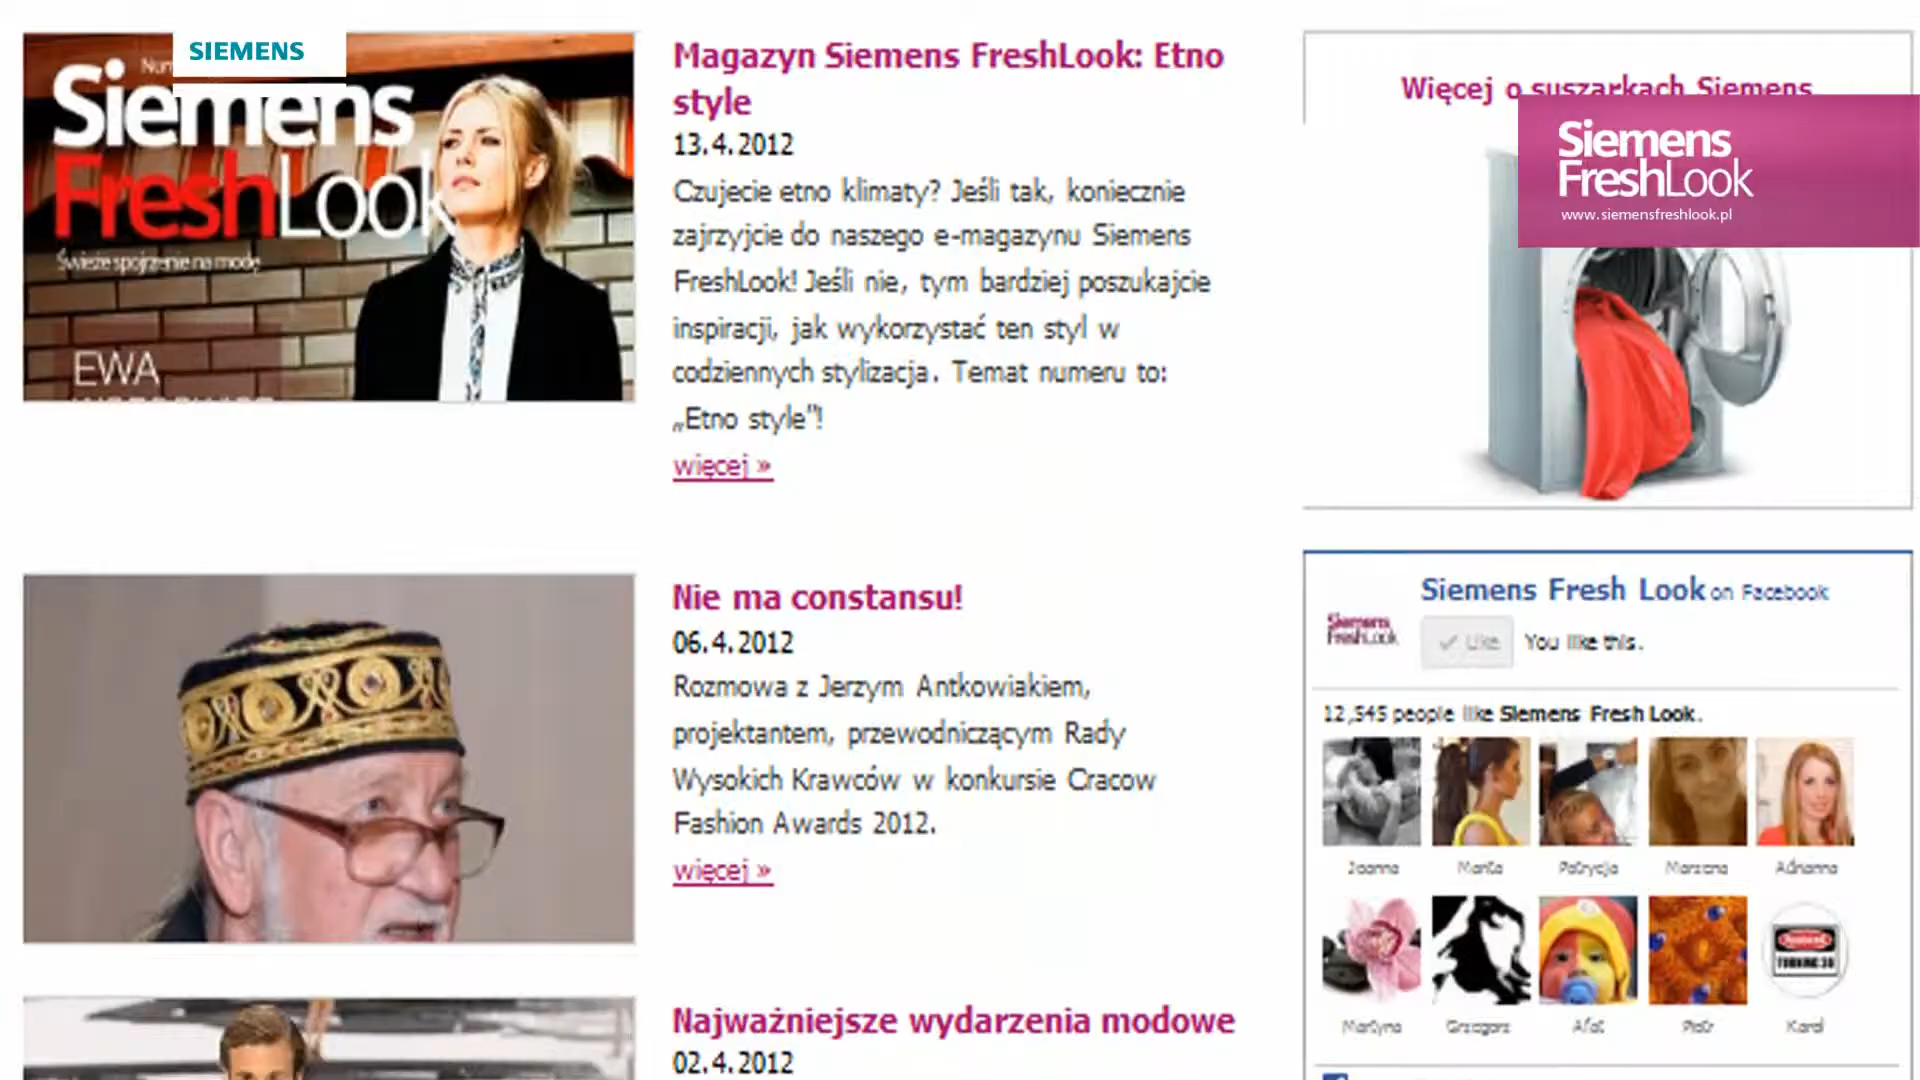 SIEMENS
Siemens
FreshLook
Świeże spojrzenie na modę
EWA
Magazyn Siemens FreshLook: Etno
style
13.4.2012
Czujecie etno klimaty? Jeśli tak, koniecznie
zajrzyjcie do naszego e-magazynu Siemens
FreshLook! Jeśli nie, tym bardziej poszukajcie
inspiracji, jak wykorzystać ten styl w
codziennych stylizacja. Temat numeru to:
„Etno style"!
więcej »
Nie ma constansu!
06.4.2012
Rozmowa z Jerzym Antkowiakiem,
projektantem, przewodniczącym Rady
Wysokich Krawców w konkursie Cracow
Fashion Awards 2012.
więcej »
Najważniejsze wydarzenia modowe
02.4.2012
Więcej o suszarkach Siemens
Siemens
FreshLook
www.siemensfreshlook.pl
Siemens Fresh Look on Facebook
Siemens
FreshLook
Like You like this.
12,545 people like Siemens Fresh Look.
Joanna Marita Patrycja Marzena Adrianna
Martyna Grzegorz Afat Piotr Karol